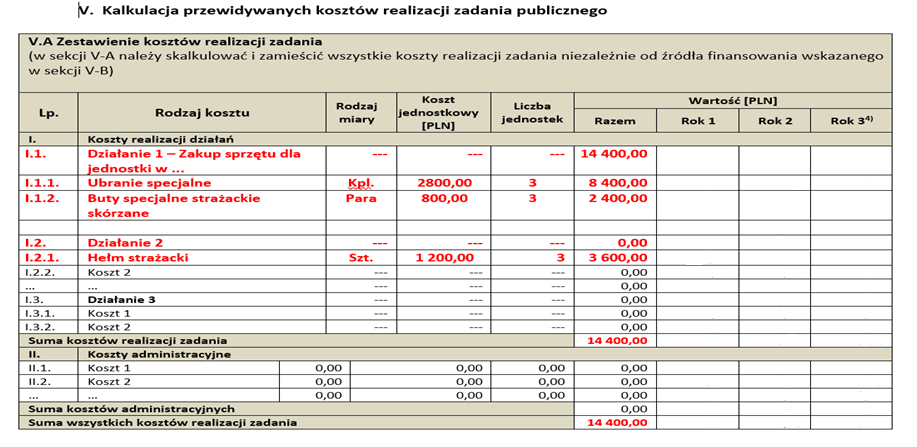 V. Kalkulacja przewidywanych kosztów realizacji zadania publicznego
V.A Zestawienie kosztów realizacji zadania
(w sekcji V-A należy skalkulować i zamieścić wszystkie koszty realizacji zadania niezależnie od źródła finansowania wskazanego
w sekcji V-B)
Lp. Rodzaj kosztu Rodzaj miary Koszt jednostkowy [PLN] Liczba jednostek Wartość [PLN]
Razem Rok 1 Rok 2 Rok 3⁴⁾
I. Koszty realizacji działań
I.1. Działanie 1 – Zakup sprzętu dla --- --- --- 14 400,00
jednostki w ...
I.1.1. Ubranie specjalne Kpl. 2800,00 3 8 400,00
I.1.2. Buty specjalne strażackie Para 800,00 3 2 400,00
skórzane
I.2. Działanie 2 --- --- --- 0,00
I.2.1. Hełm strażacki Szt. 1 200,00 3 3 600,00
I.2.2. Koszt 2 --- --- --- 0,00
... ... --- --- --- 0,00
I.3. Działanie 3 --- --- --- 0,00
I.3.1. Koszt 1 --- --- --- 0,00
I.3.2. Koszt 2 --- --- --- 0,00
Suma kosztów realizacji zadania 14 400,00
II. Koszty administracyjne
II.1. Koszt 1 0,00 0,00 0,00 0,00
II.2. Koszt 2 0,00 0,00 0,00 0,00
... ... 0,00 0,00 0,00 0,00
Suma kosztów administracyjnych 0,00
Suma wszystkich kosztów realizacji zadania 14 400,00